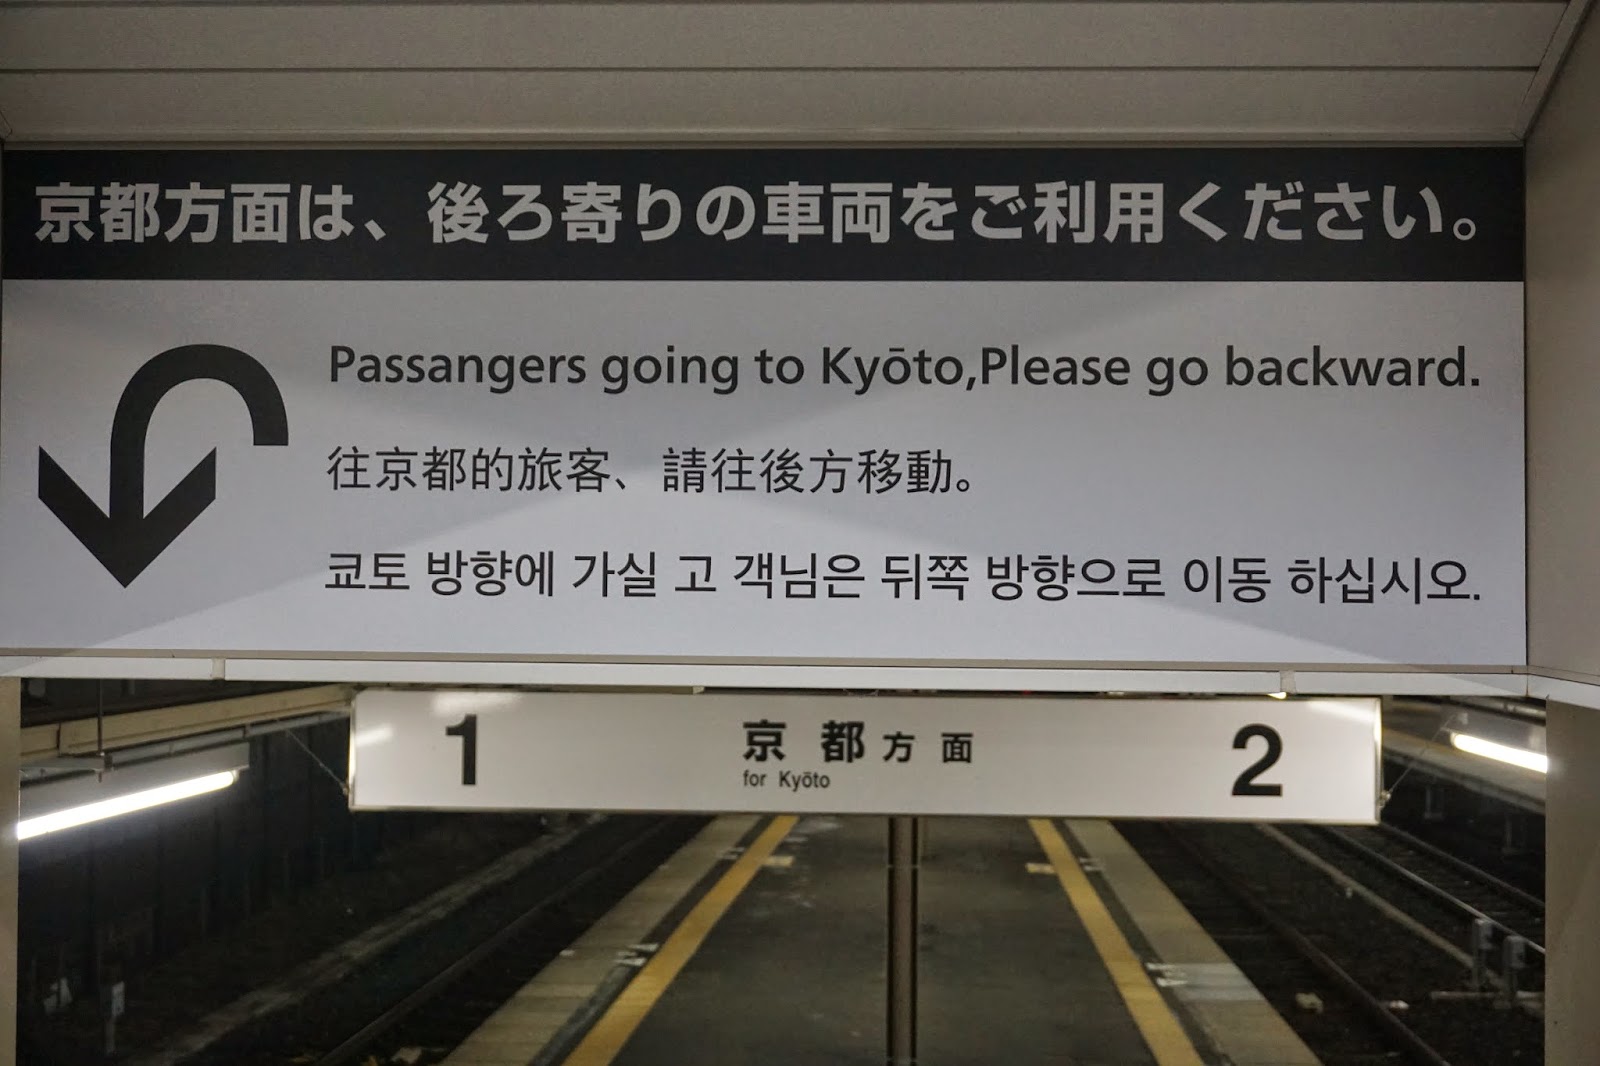 京都方面は、後ろ寄りの車両をご利用ください。
Passangers going to Kyōto,Please go backward.
往京都的旅客、請往後方移動。
쿄토 방향에 가실 고 객님은 뒤쪽 방향으로 이동 하십시오.
1 京都方面 2
for Kyōto